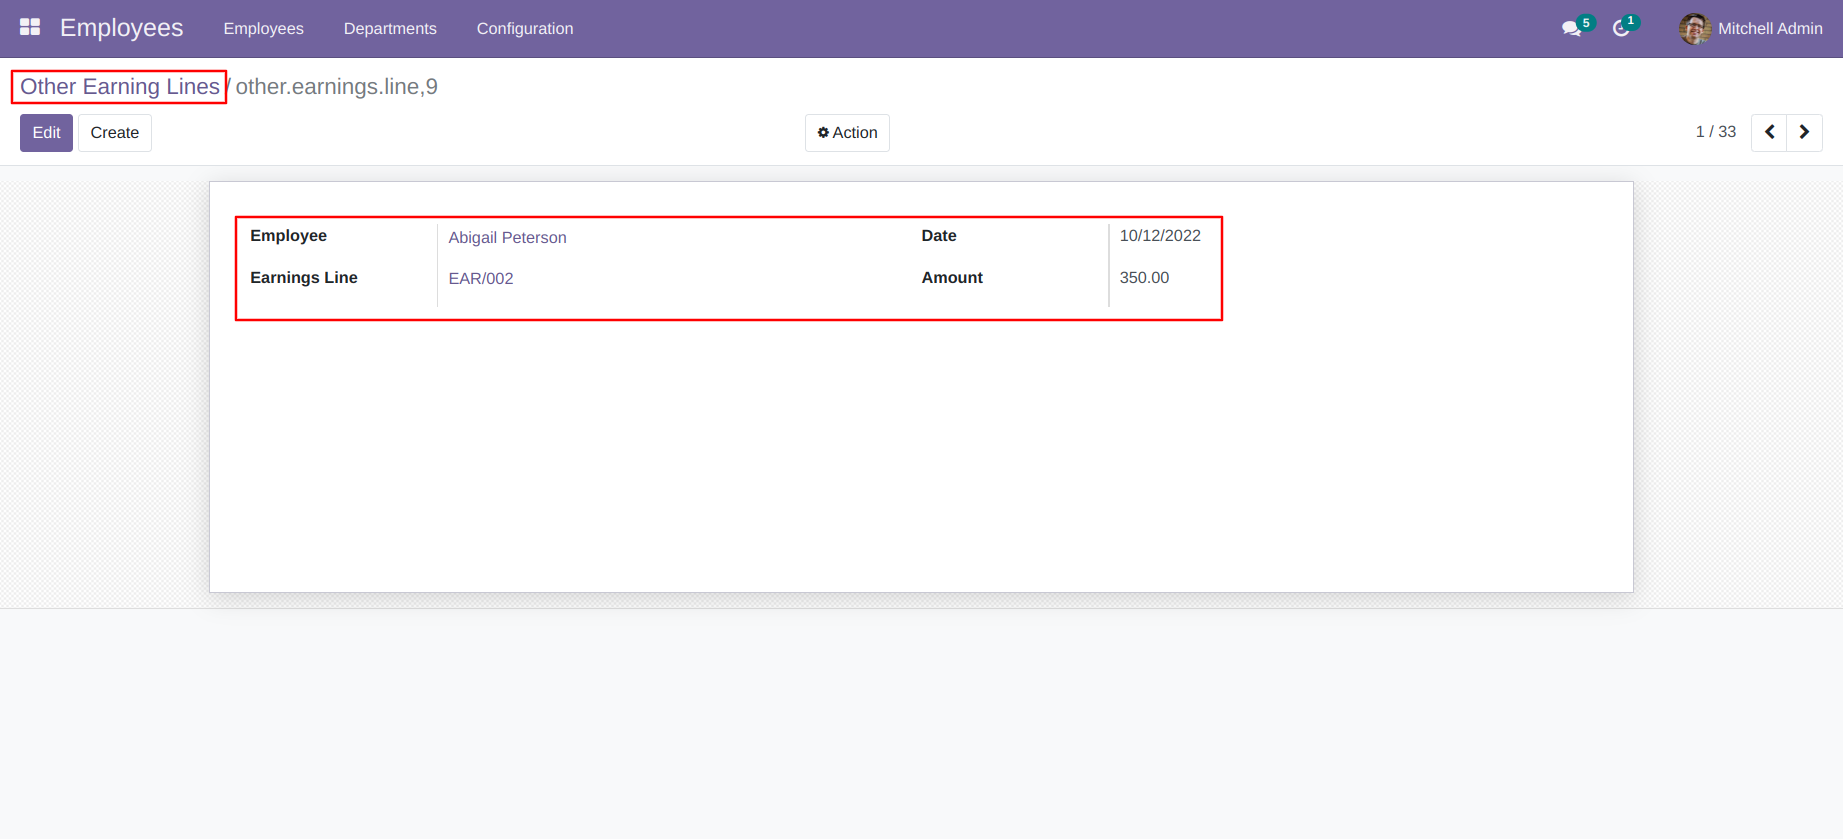 Employees Employees Departments Configuration 5 1 Mitchell Admin
Other Earning Lines / other.earnings.line,9
Edit Create Action 1 / 33
Employee Abigail Peterson Date 10/12/2022
Earnings Line EAR/002 Amount 350.00